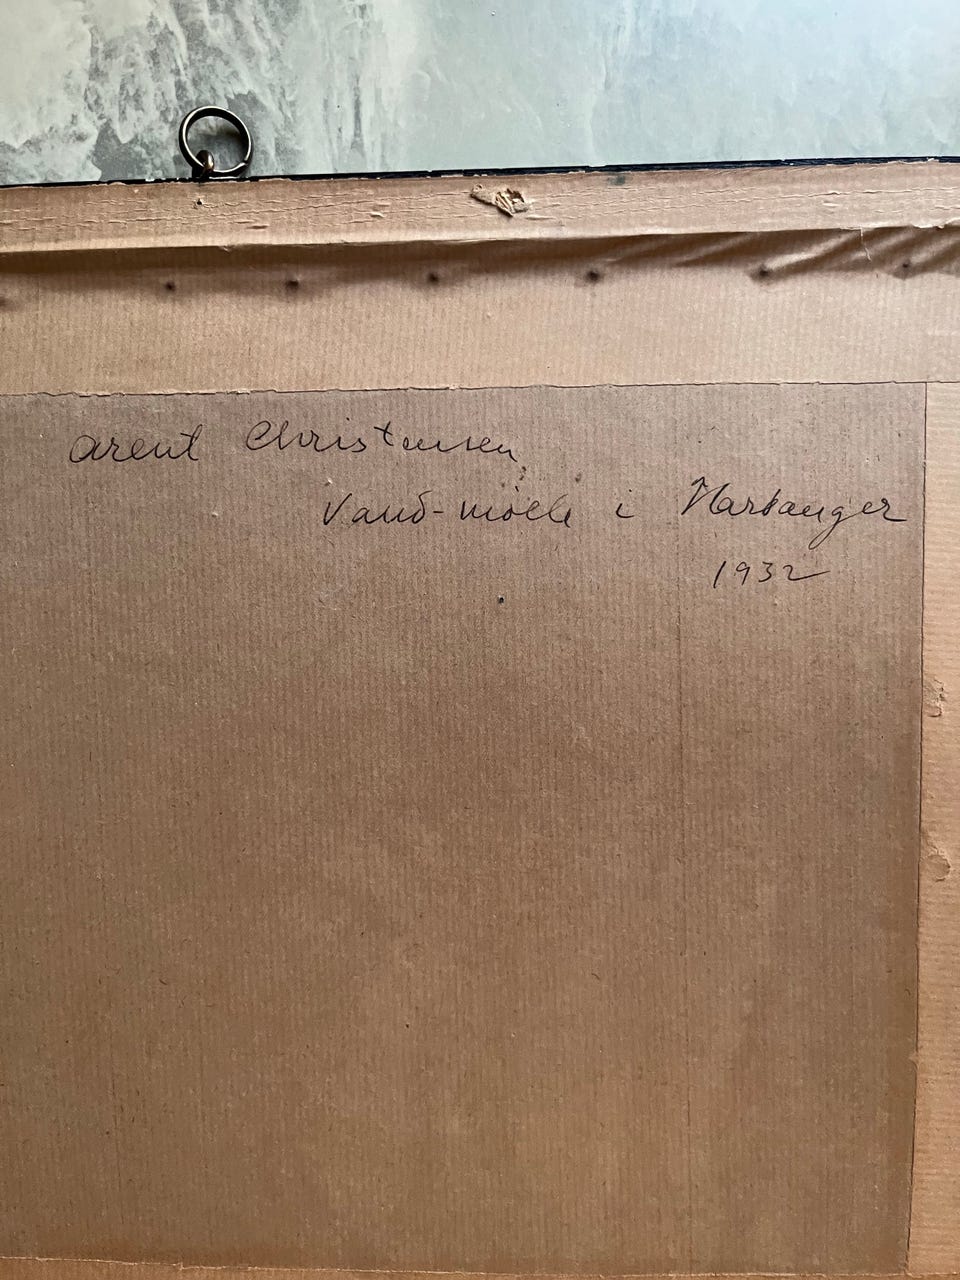 Arent Christensen
Vand-mølle i Hardanger
1932